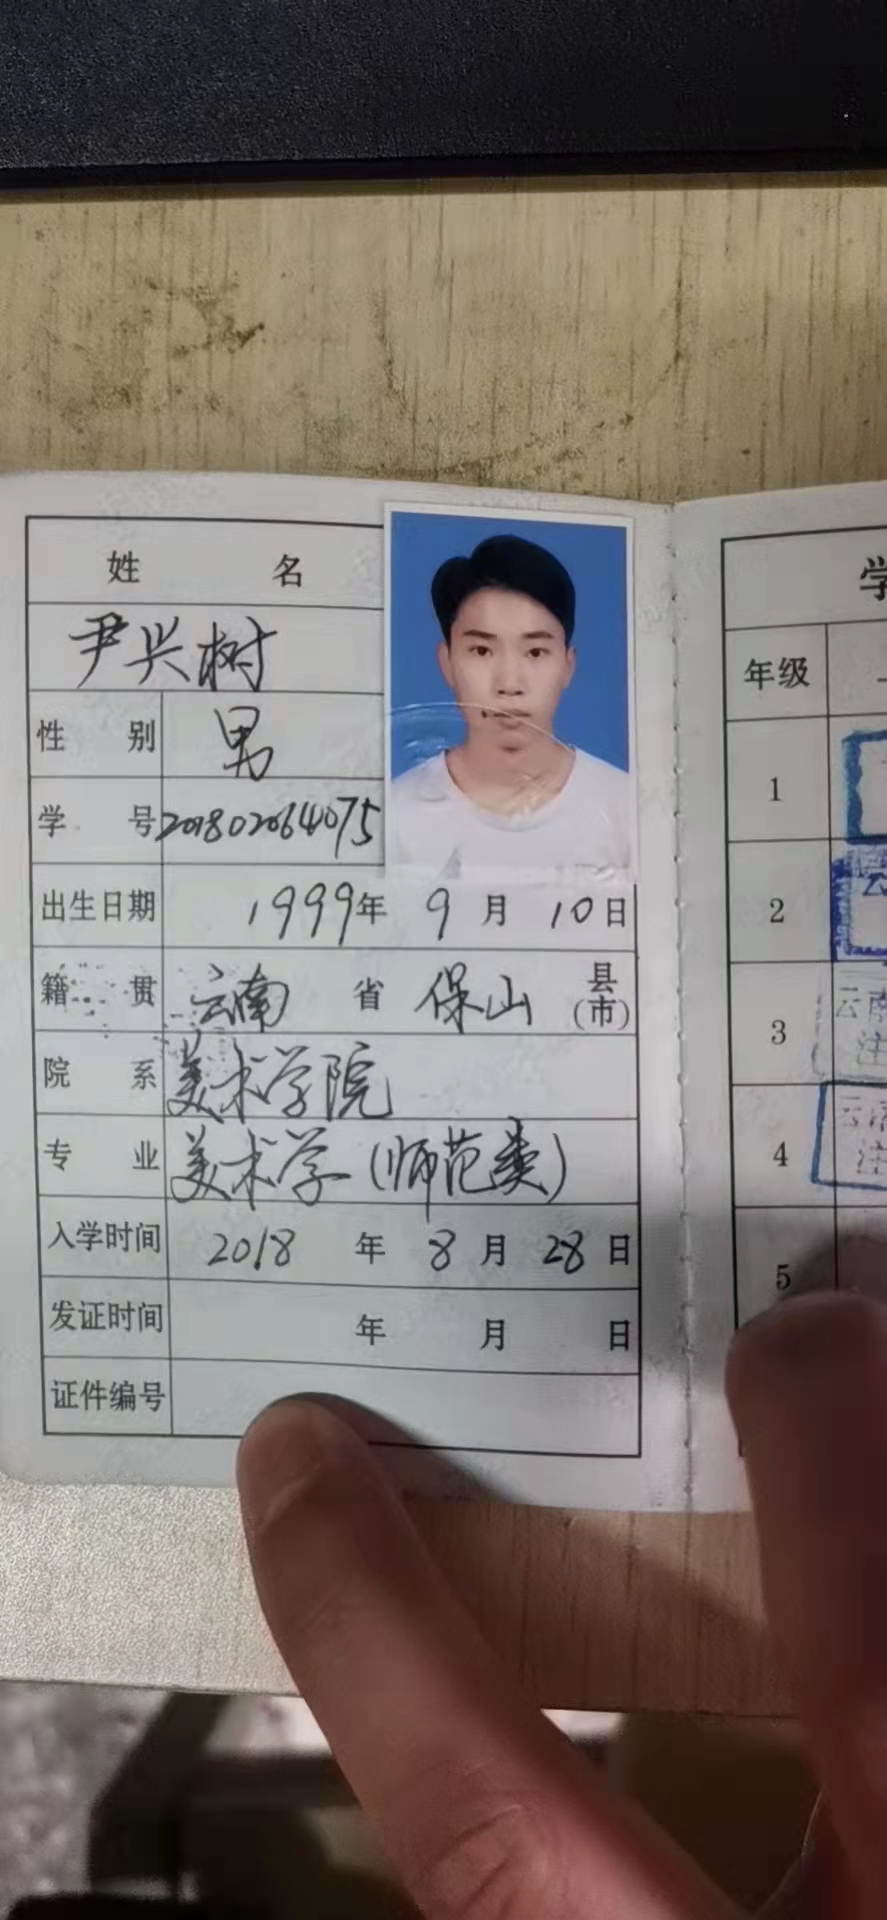 姓 名
尹兴树
性 别 男
学 号 201802064075
出生日期 1999年 9月 10日
籍 贯 云南 省 保山 县(市)
院 系 美术学院
专 业 美术学(师范类)
入学时间 2018 年 8月 28日
发证时间 年 月 日
证件编号
学
年级
1
2
云
3
云南
注
4
云南
注
5